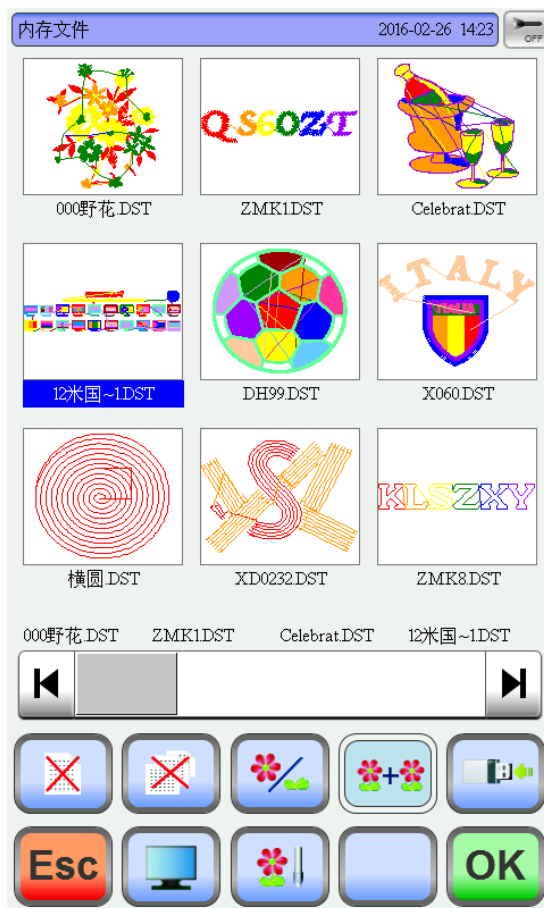 内存文件 2016-02-26 14:23
OFF
QS6OZT
000野花.DST ZMK1.DST Celebrat.DST
ITALY
ITALIA
12米国~1.DST DH99.DST X060.DST
KLSZXY
横圆.DST XD0232.DST ZMK8.DST
000野花.DST ZMK1.DST Celebrat.DST 12米国~1.DST
Esc OK